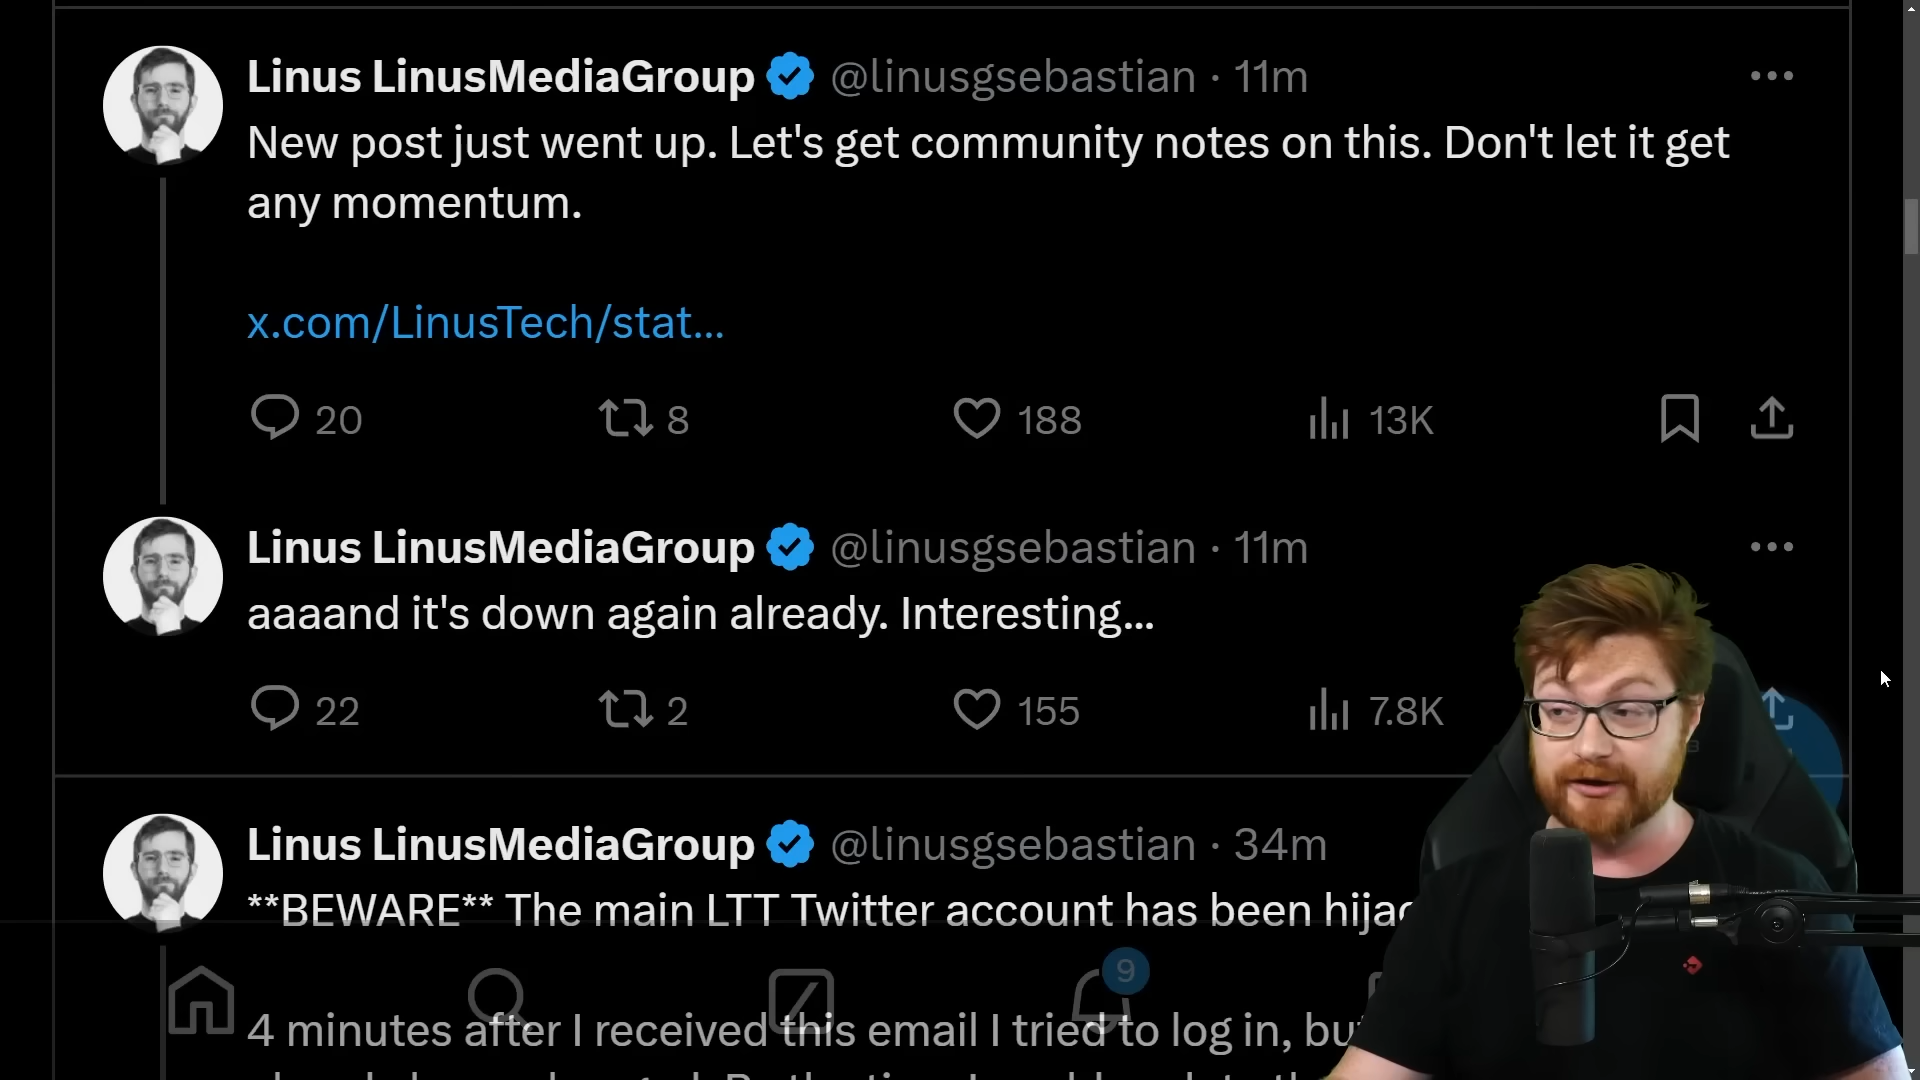 Linus LinusMediaGroup @linusgsebastian · 11m
New post just went up. Let's get community notes on this. Don't let it get
any momentum.
x.com/LinusTech/stat...
20 8 188 13K
Linus LinusMediaGroup @linusgsebastian · 11m
aaaand it's down again already. Interesting...
22 2 155 7.8K
Linus LinusMediaGroup @linusgsebastian · 34m
**BEWARE** The main LTT Twitter account has been
9
4 minutes after I received this email I tried to log in,